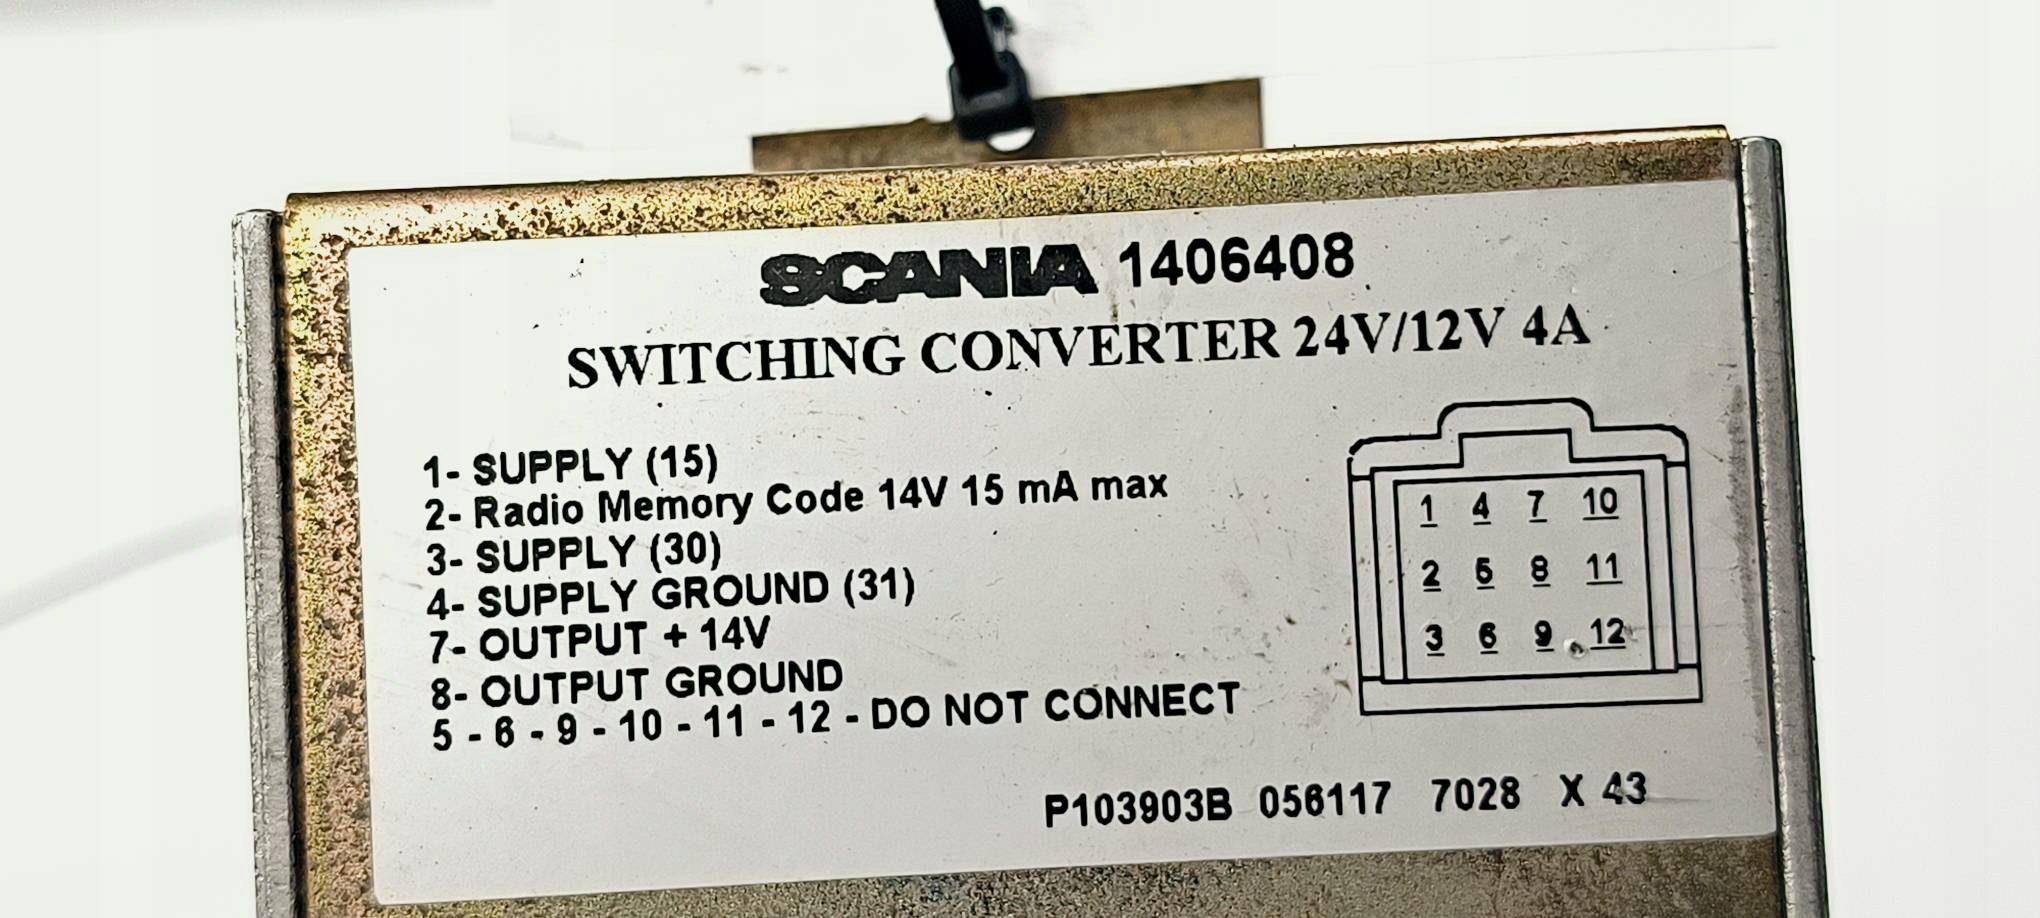 SCANIA 1406408
SWITCHING CONVERTER 24V/12V 4A
1- SUPPLY (15)
2- Radio Memory Code 14V 15 mA max
3- SUPPLY (30)
4- SUPPLY GROUND (31)
7- OUTPUT + 14V
8- OUTPUT GROUND
5 - 6 - 9 - 10 - 11 - 12 - DO NOT CONNECT
1 4 7 10
2 5 8 11
3 6 9 12
P103903B 056117 7028 X 43